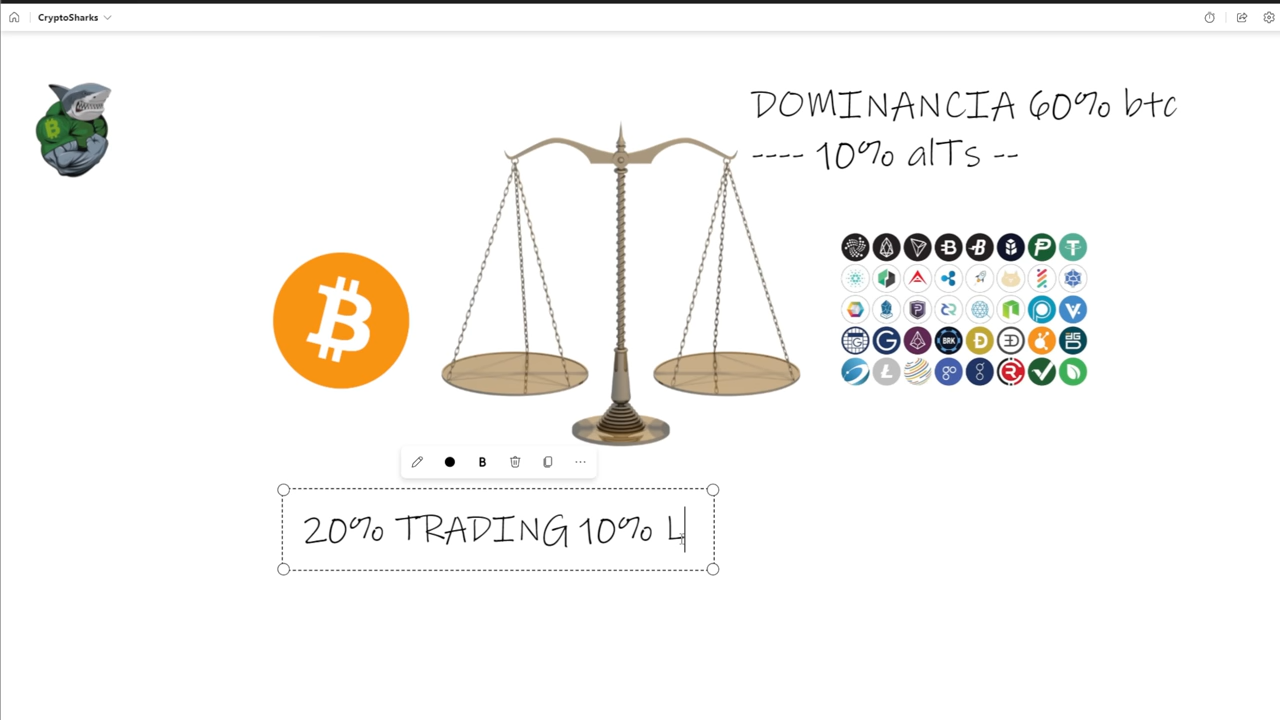 CryptoSharks
DOMINANCIA 60% btc
---- 10% alTs --
20% TRADING 10% L
B